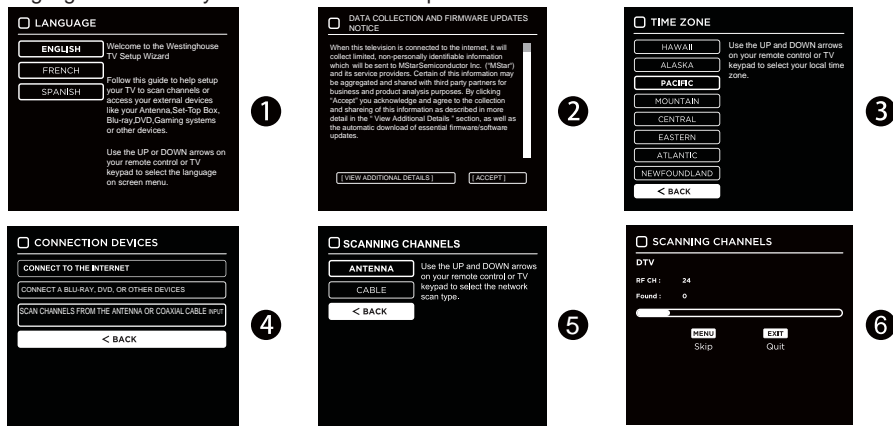 LANGUAGE
ENGLISH
FRENCH
SPANISH
Welcome to the Westinghouse
TV Setup Wizard
Follow this guide to help setup
your TV to scan channels or
access your external devices
like your Antenna,Set-Top Box,
Blu-ray,DVD,Gaming systems
or other devices.
Use the UP or DOWN arrows on
your remote control or TV
keypad to select the language
on screen menu.
1
DATA COLLECTION AND FIRMWARE UPDATES
NOTICE
When this television is connected to the internet, it will
collect limited, non-personally identifiable information
which will be sent to MStarSemiconductor Inc. ("MStar")
and its service providers. Certain of this information may
be aggregated and shared with third party partners for
business and product analysis purposes. By clicking
"Accept" you acknowledge and agree to the collection
and shareing of this information as described in more
detail in the " View Additional Details " section, as well as
the automatic download of essential firmware/software
updates.
[ VIEW ADDITIONAL DETAILS ]
[ ACCEPT ]
2
TIME ZONE
HAWAII
ALASKA
PACIFIC
MOUNTAIN
CENTRAL
EASTERN
ATLANTIC
NEWFOUNDLAND
< BACK
Use the UP and DOWN arrows
on your remote control or TV
keypad to select your local time
zone.
3
CONNECTION DEVICES
CONNECT TO THE INTERNET
CONNECT A BLU-RAY, DVD, OR OTHER DEVICES
SCAN CHANNELS FROM THE ANTENNA OR COAXIAL CABLE INPUT
< BACK
4
SCANNING CHANNELS
ANTENNA
CABLE
< BACK
Use the UP and DOWN arrows
on your remote control or TV
keypad to select the network
scan type.
5
SCANNING CHANNELS
DTV
RF CH : 24
Found : 0
MENU EXIT
Skip Quit
6